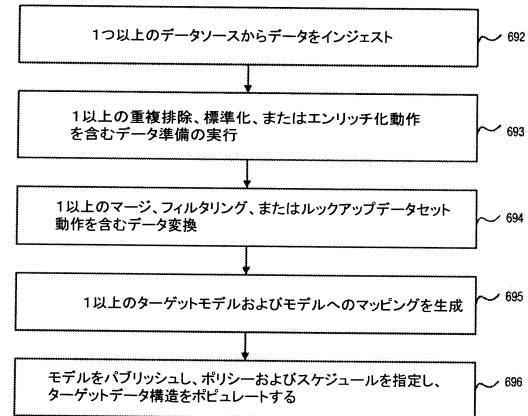 1つ以上のデータソースからデータをインジェスト
692
1以上の重複排除、標準化、またはエンリッチ化動作
を含むデータ準備の実行
693
1以上のマージ、フィルタリング、またはルックアップデータセット
動作を含むデータ変換
694
1以上のターゲットモデルおよびモデルへのマッピングを生成
695
モデルをパブリッシュし、ポリシーおよびスケジュールを指定し、
ターゲットデータ構造をポピュレートする
696